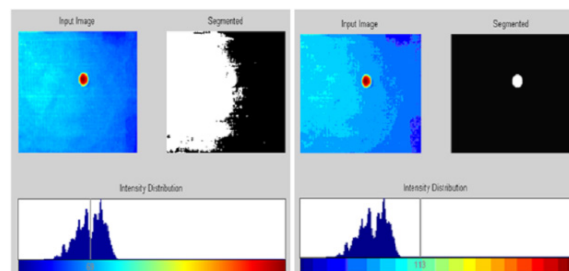 Input Image
Segmented
Intensity Distribution
Input Image
Segmented
Intensity Distribution
113